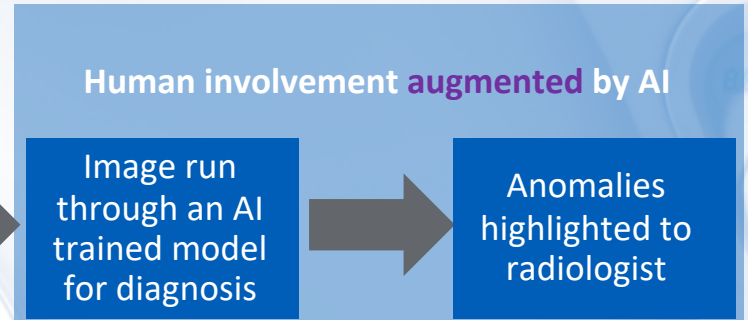 Human involvement augmented by AI
Image run
through an AI
trained model
for diagnosis
Anomalies
highlighted to
radiologist